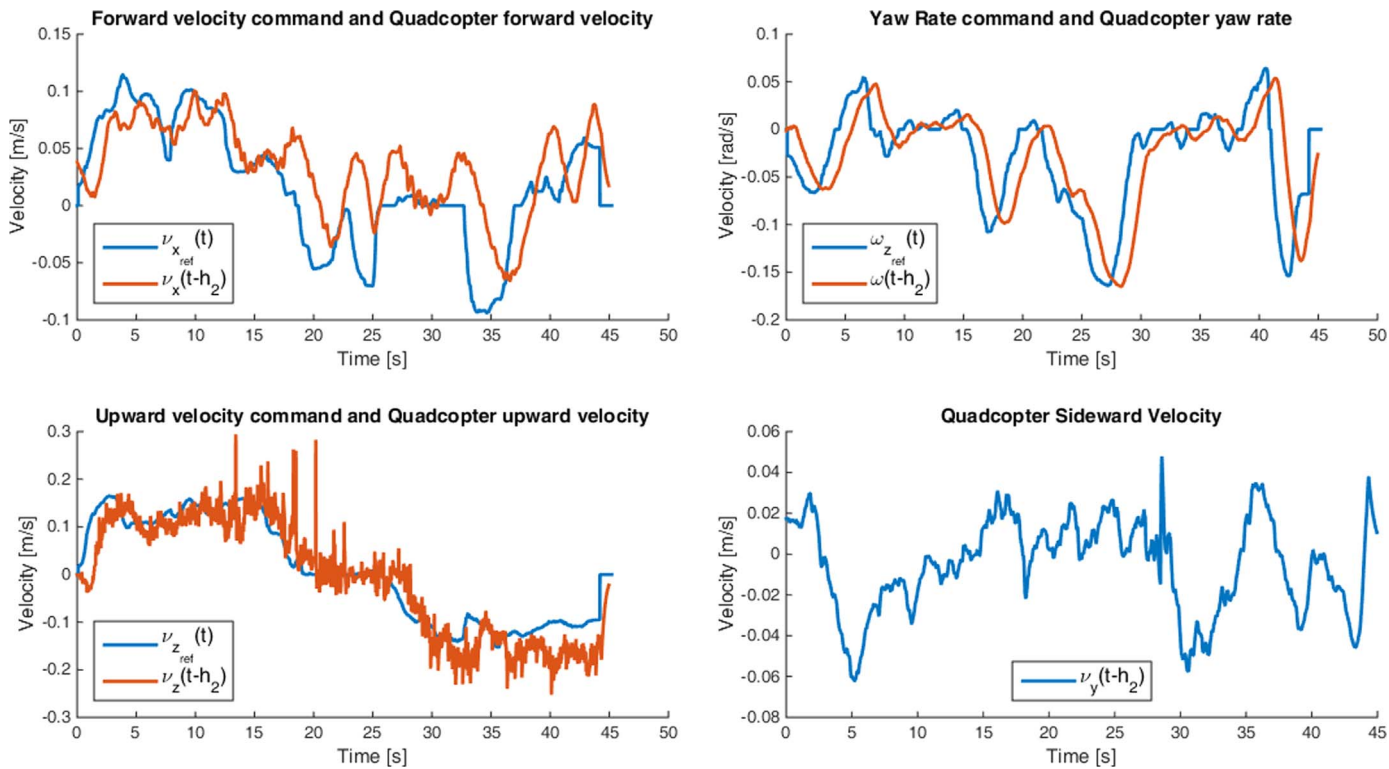 Forward velocity command and Quadcopter forward velocity
0.15
0.1
0.05
0
-0.05
-0.1
Velocity [m/s]
ν_x_ref (t)
ν_x(t-h_2)
0 5 10 15 20 25 30 35 40 45 50
Time [s]
Yaw Rate command and Quadcopter yaw rate
0.1
0.05
0
-0.05
-0.1
-0.15
-0.2
Velocity [rad/s]
ω_z_ref (t)
ω(t-h_2)
0 5 10 15 20 25 30 35 40 45 50
Time [s]
Upward velocity command and Quadcopter upward velocity
0.3
0.2
0.1
0
-0.1
-0.2
-0.3
Velocity [m/s]
ν_z_ref (t)
ν_z(t-h_2)
0 5 10 15 20 25 30 35 40 45 50
Time [s]
Quadcopter Sideward Velocity
0.06
0.04
0.02
0
-0.02
-0.04
-0.06
-0.08
Velocity [m/s]
ν_y(t-h_2)
0 5 10 15 20 25 30 35 40 45
Time [s]